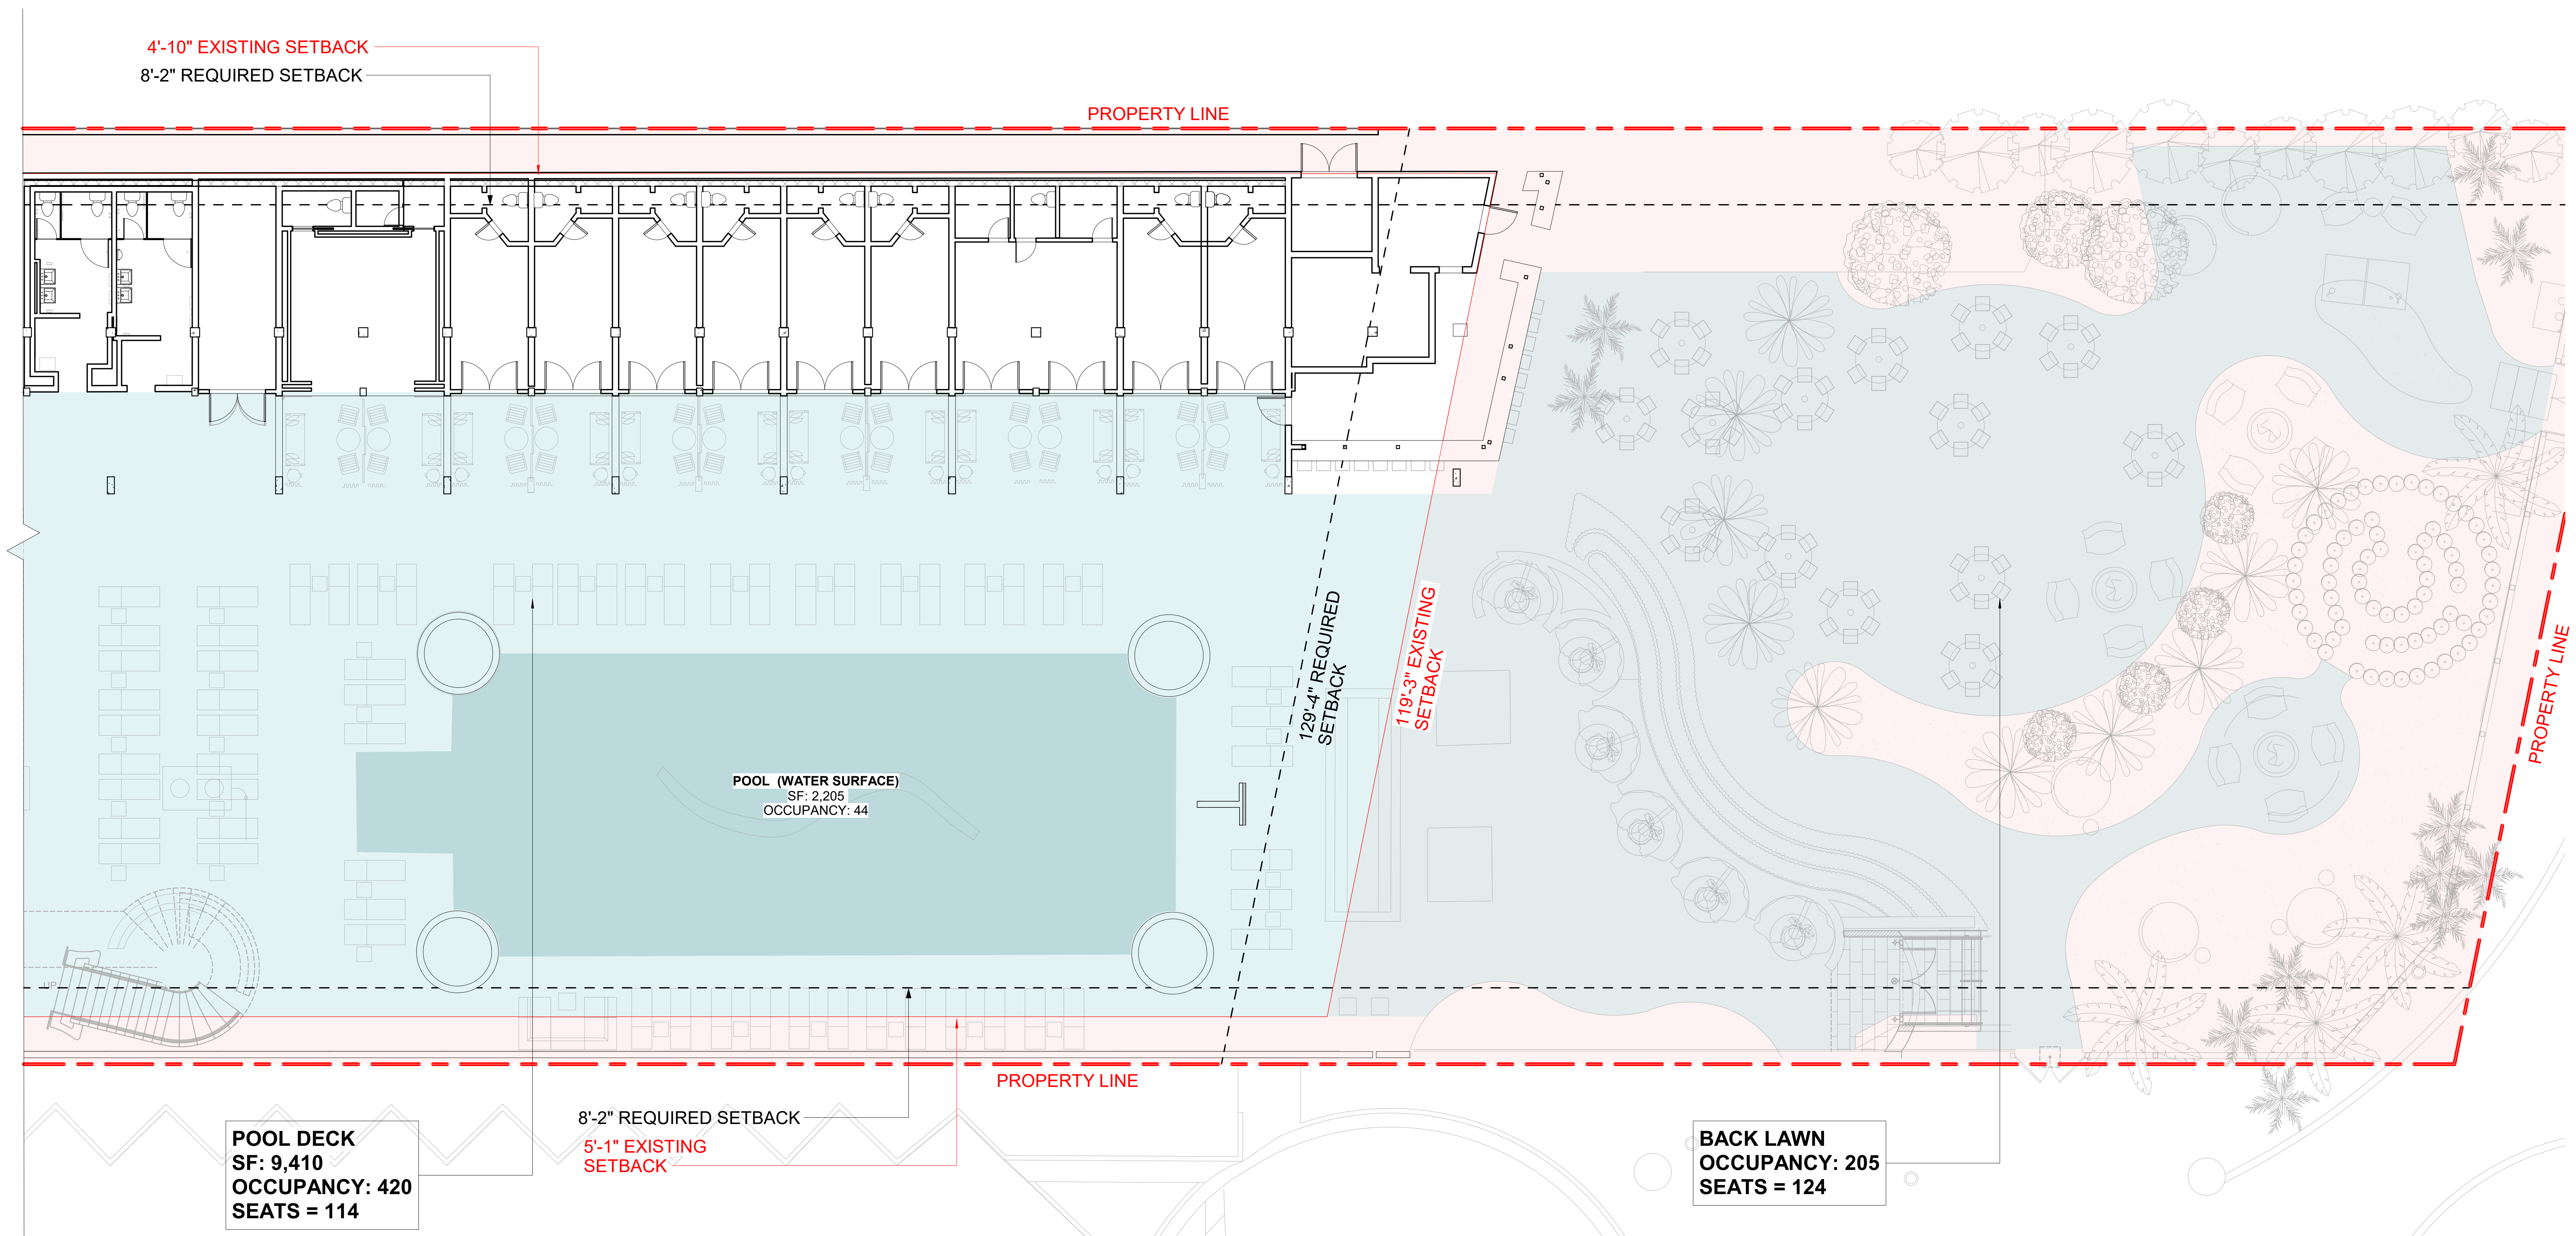 4'-10" EXISTING SETBACK
8'-2" REQUIRED SETBACK
PROPERTY LINE
129'-4" REQUIRED
SETBACK
119'-3" EXISTING
SETBACK
PROPERTY LINE
POOL (WATER SURFACE)
SF: 2,205
OCCUPANCY: 44
UP
PROPERTY LINE
8'-2" REQUIRED SETBACK
5'-1" EXISTING
SETBACK
POOL DECK
SF: 9,410
OCCUPANCY: 420
SEATS = 114
BACK LAWN
OCCUPANCY: 205
SEATS = 124